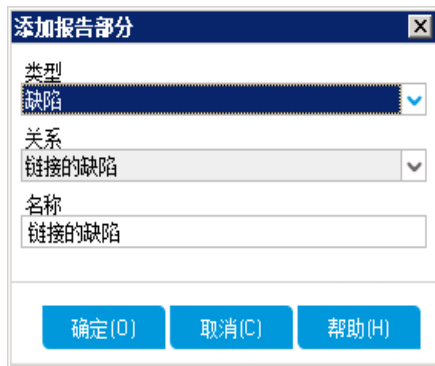 添加报告部分
类型
缺陷
关系
链接的缺陷
名称
链接的缺陷
确定(O) 取消(C) 帮助(H)